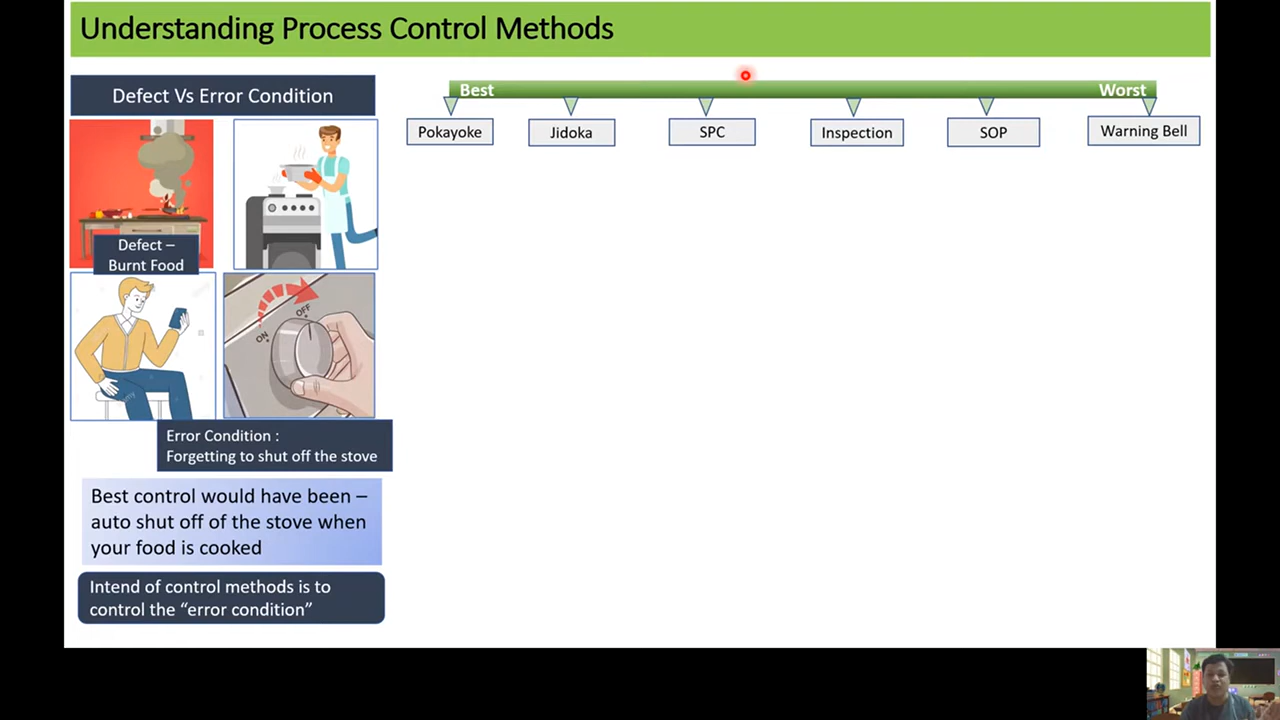 Understanding Process Control Methods
Defect Vs Error Condition
Defect –
Burnt Food
ON
OFF
Error Condition :
Forgetting to shut off the stove
Best control would have been –
auto shut off of the stove when
your food is cooked
Intend of control methods is to
control the “error condition”
Best
Worst
Pokayoke
Jidoka
SPC
Inspection
SOP
Warning Bell